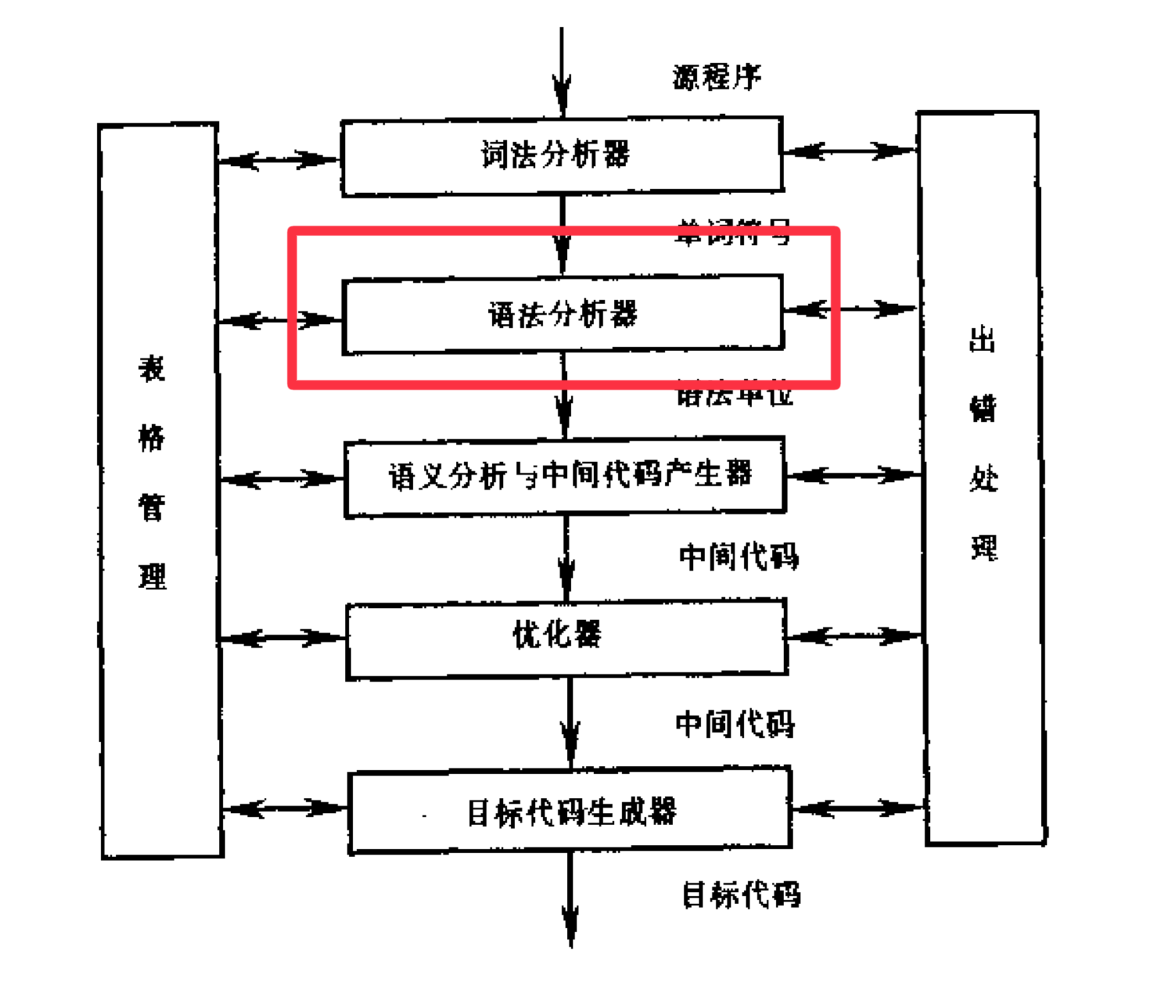 源程序
词法分析器
单词符号
语法分析器
语法单位
语义分析与中间代码产生器
中间代码
优化器
中间代码
目标代码生成器
目标代码
表格管理
出错处理